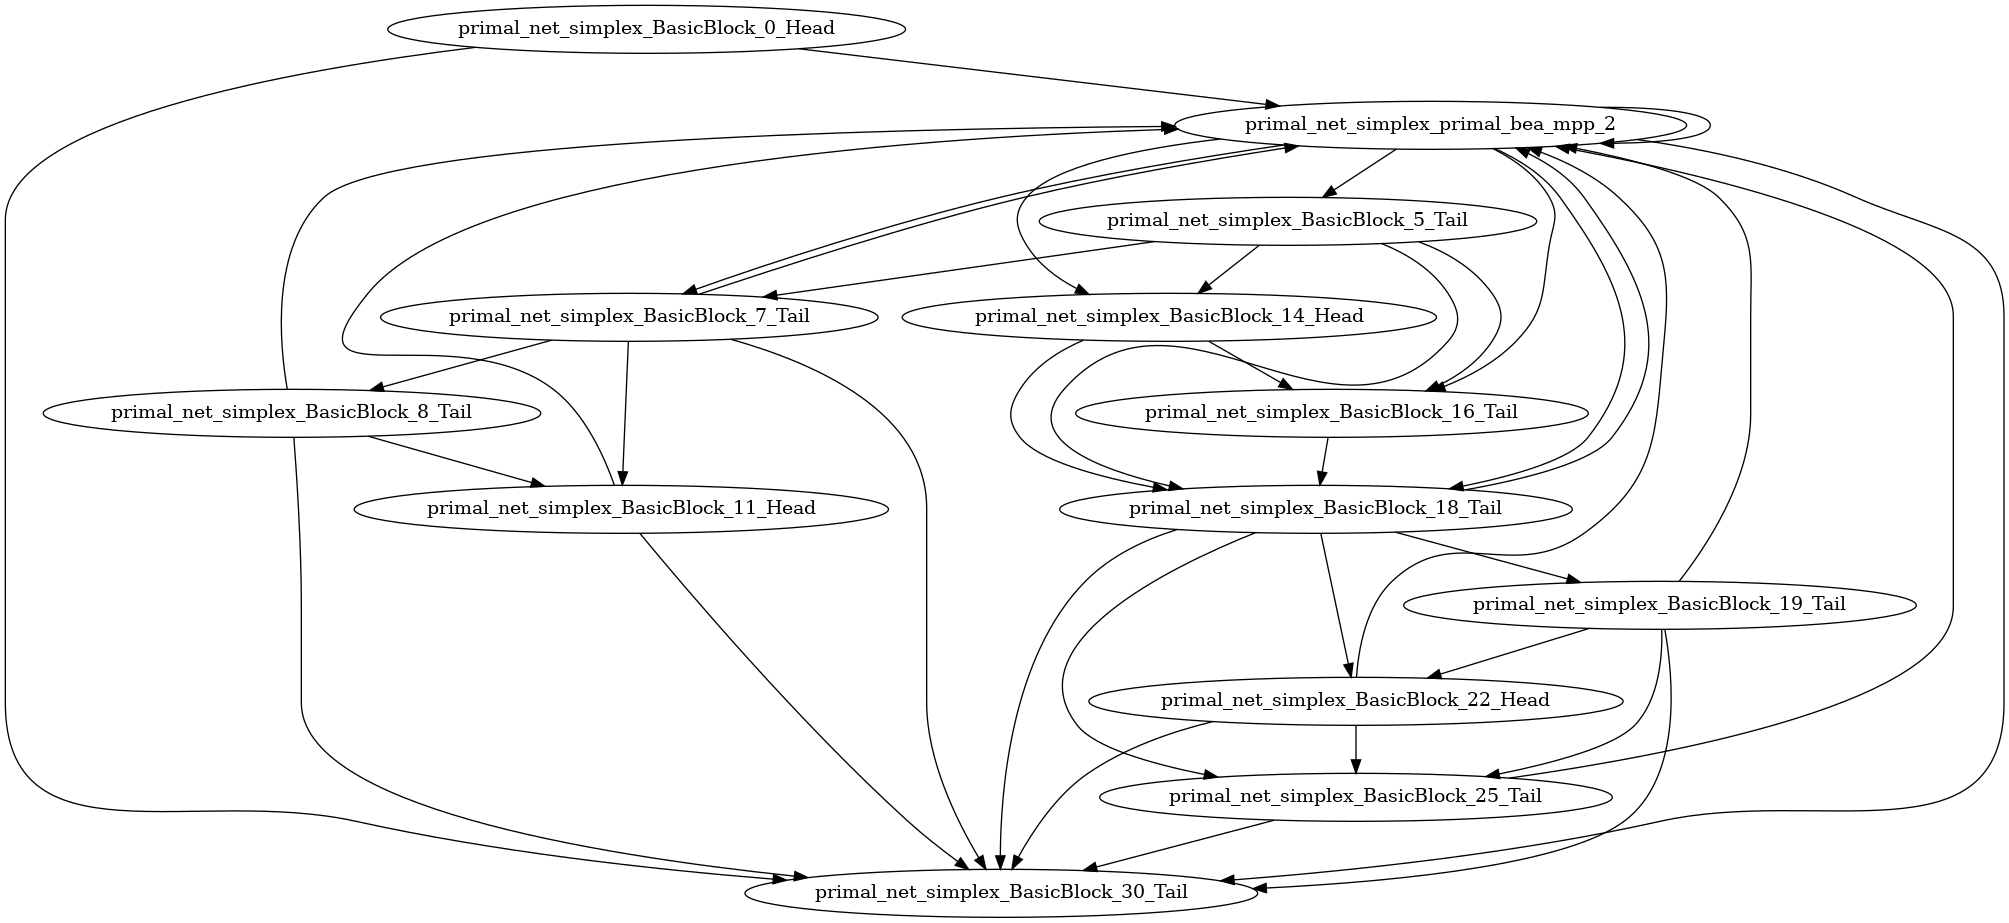 primal_net_simplex_BasicBlock_0_Head
primal_net_simplex_primal_bea_mpp_2
primal_net_simplex_BasicBlock_5_Tail
primal_net_simplex_BasicBlock_7_Tail
primal_net_simplex_BasicBlock_14_Head
primal_net_simplex_BasicBlock_8_Tail
primal_net_simplex_BasicBlock_16_Tail
primal_net_simplex_BasicBlock_11_Head
primal_net_simplex_BasicBlock_18_Tail
primal_net_simplex_BasicBlock_19_Tail
primal_net_simplex_BasicBlock_22_Head
primal_net_simplex_BasicBlock_25_Tail
primal_net_simplex_BasicBlock_30_Tail